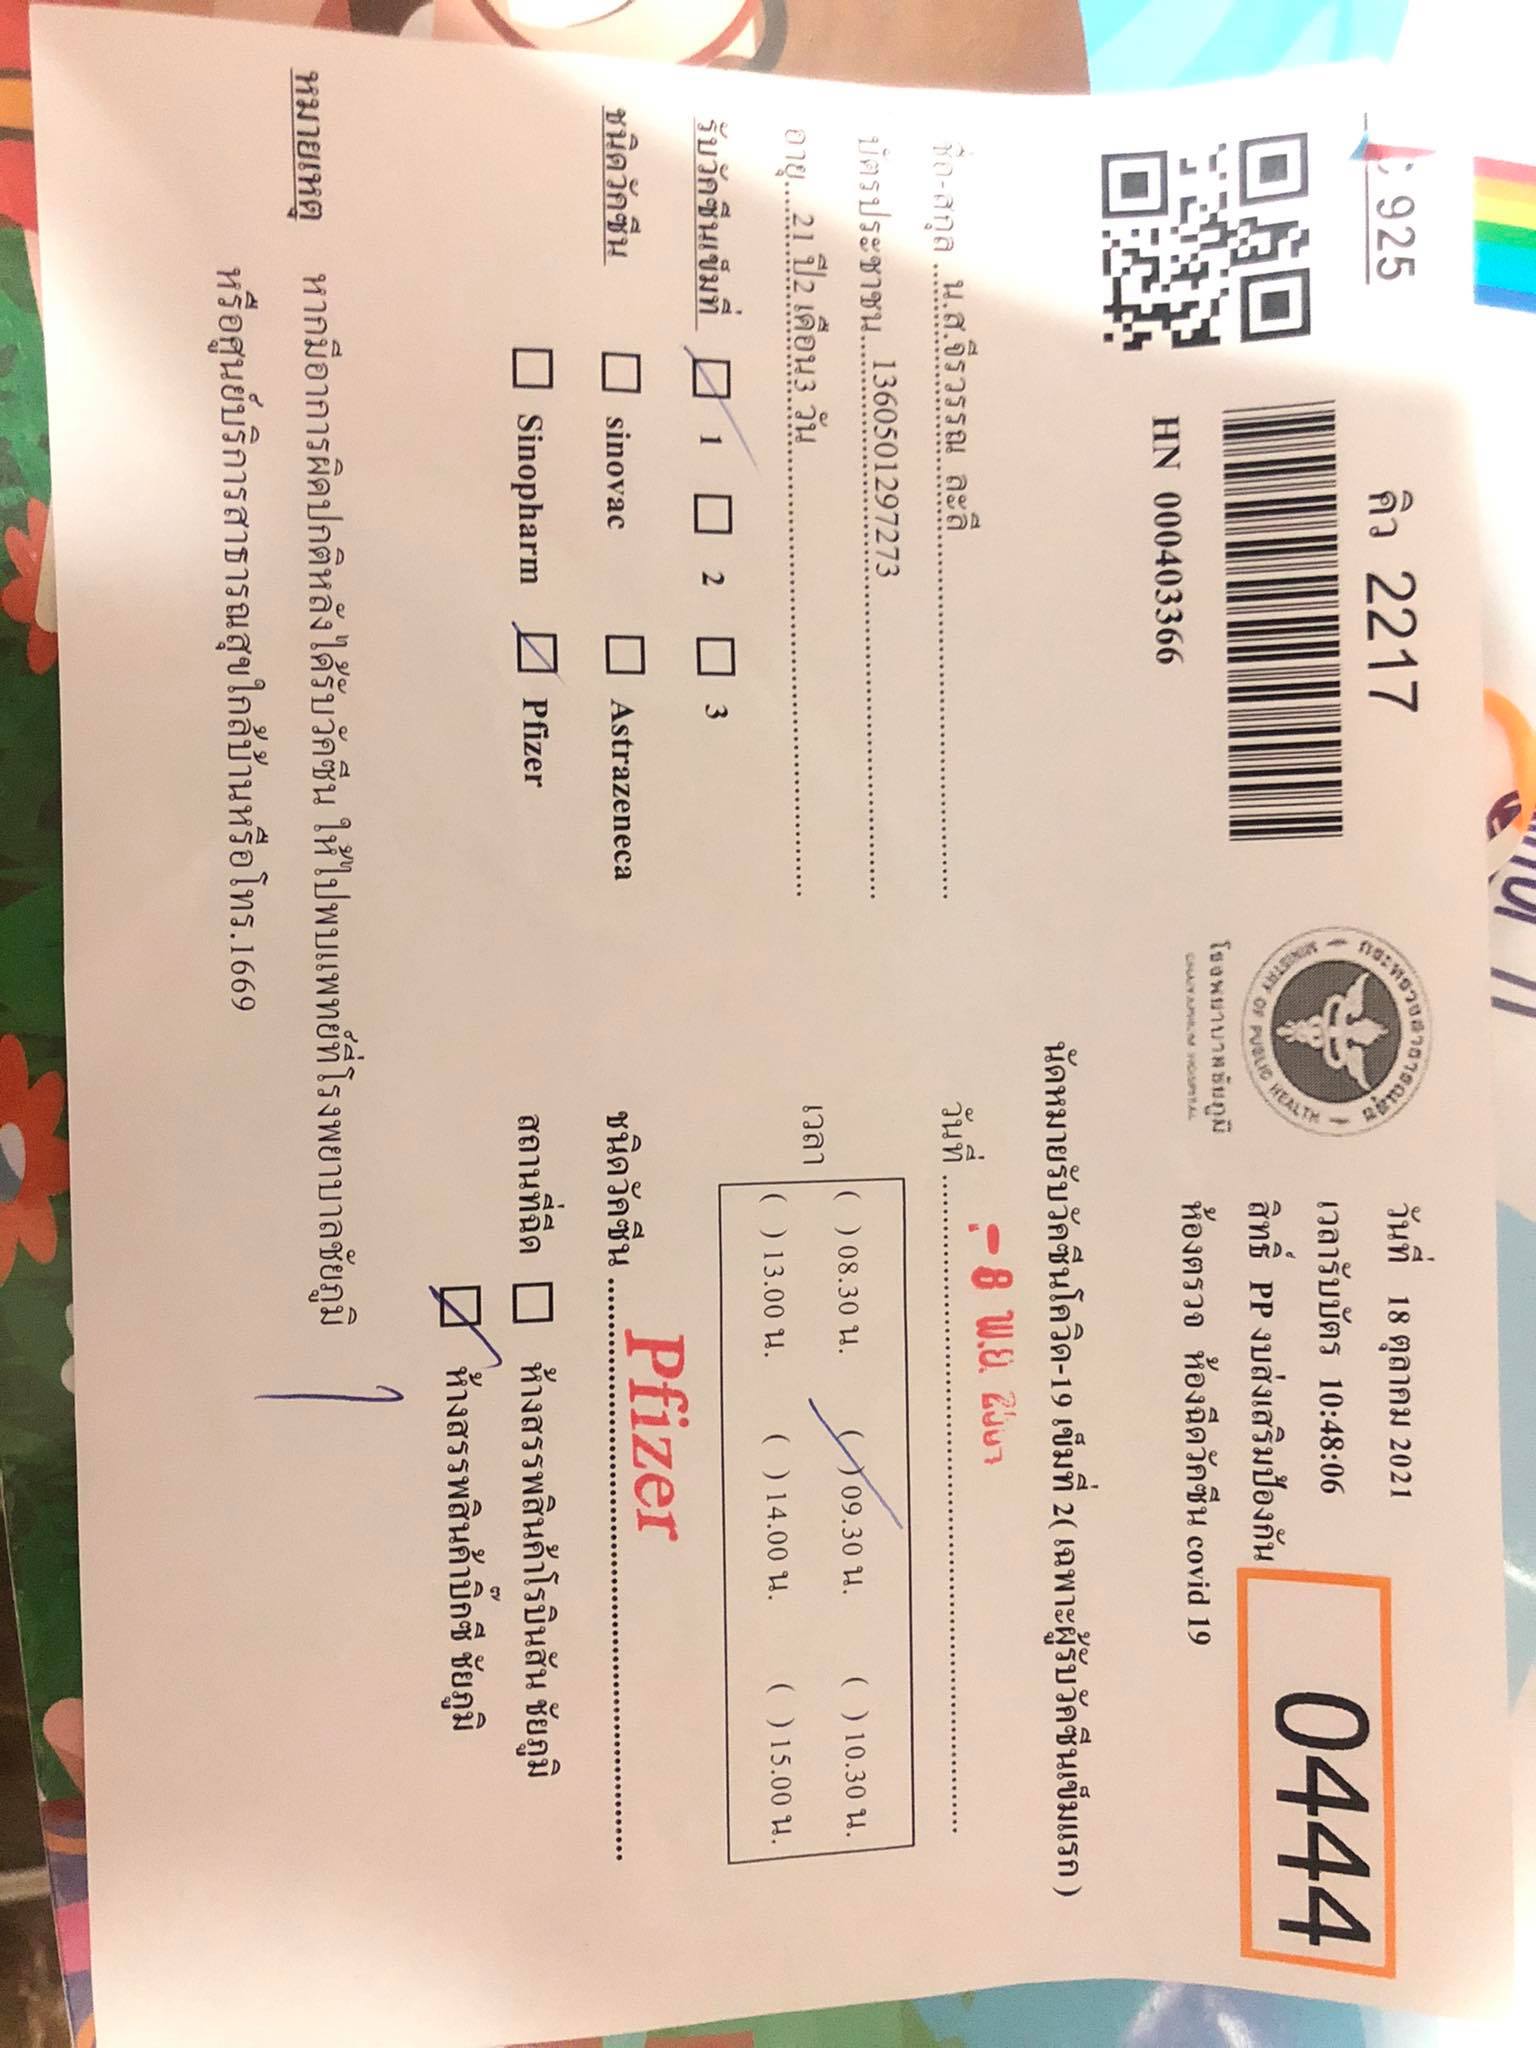 925
คิว 2217
HN 000403366
กระทรวงสาธารณสุข
MINISTRY OF PUBLIC HEALTH
โรงพยาบาลชัยภูมิ
CHAIYAPHUM HOSPITAL
วันที่ 18 ตุลาคม 2021
เวลารับบัตร 10:48:06
สิทธิ์ PP งบส่งเสริมป้องกัน
ห้องตรวจ ห้องฉีดวัคซีน covid 19
0444
ชื่อ-สกุล น.ส.จีรวรรณ ละลี
บัตรประชาชน 1360501297273
อายุ 21 ปี2 เดือน3 วัน
รับวัคซีนเข็มที่ 1 2 3
ชนิดวัคซีน sinovac Astrazeneca
Sinopharm Pfizer
นัดหมายรับวัคซีนโควิด-19 เข็มที่ 2( เฉพาะผู้รับวัคซีนเข็มแรก )
วันที่ - 8 พ.ย.
เวลา
( ) 08.30 น. ( ) 09.30 น. ( ) 10.30 น.
( ) 13.00 น. ( ) 14.00 น. ( ) 15.00 น.
ชนิดวัคซีน Pfizer
สถานที่ฉีด ห้างสรรพสินค้าโรบินสัน ชัยภูมิ
ห้างสรรพสินค้าบิ๊กซี ชัยภูมิ
หมายเหตุ หากมีอาการผิดปกติหลังได้รับวัคซีน ให้ไปพบแพทย์ที่โรงพยาบาลชัยภูมิ
หรือศูนย์บริการสาธารณสุขใกล้บ้านหรือโทร.1669